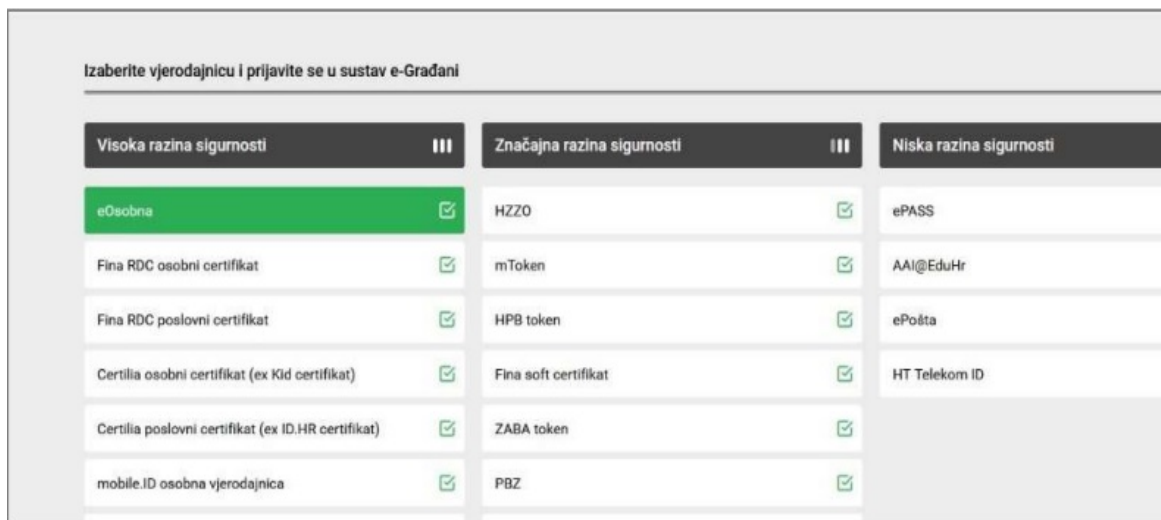 Izaberite vjerodajnicu i prijavite se u sustav e-Građani
Visoka razina sigurnosti
eOsobna
Fina RDC osobni certifikat
Fina RDC poslovni certifikat
Certilia osobni certifikat (ex Kid certifikat)
Certilia poslovni certifikat (ex ID.HR certifikat)
mobile.ID osobna vjerodajnica
Značajna razina sigurnosti
HZZO
mToken
HPB token
Fina soft certifikat
ZABA token
PBZ
Niska razina sigurnosti
ePASS
AAI@EduHr
ePošta
HT Telekom ID